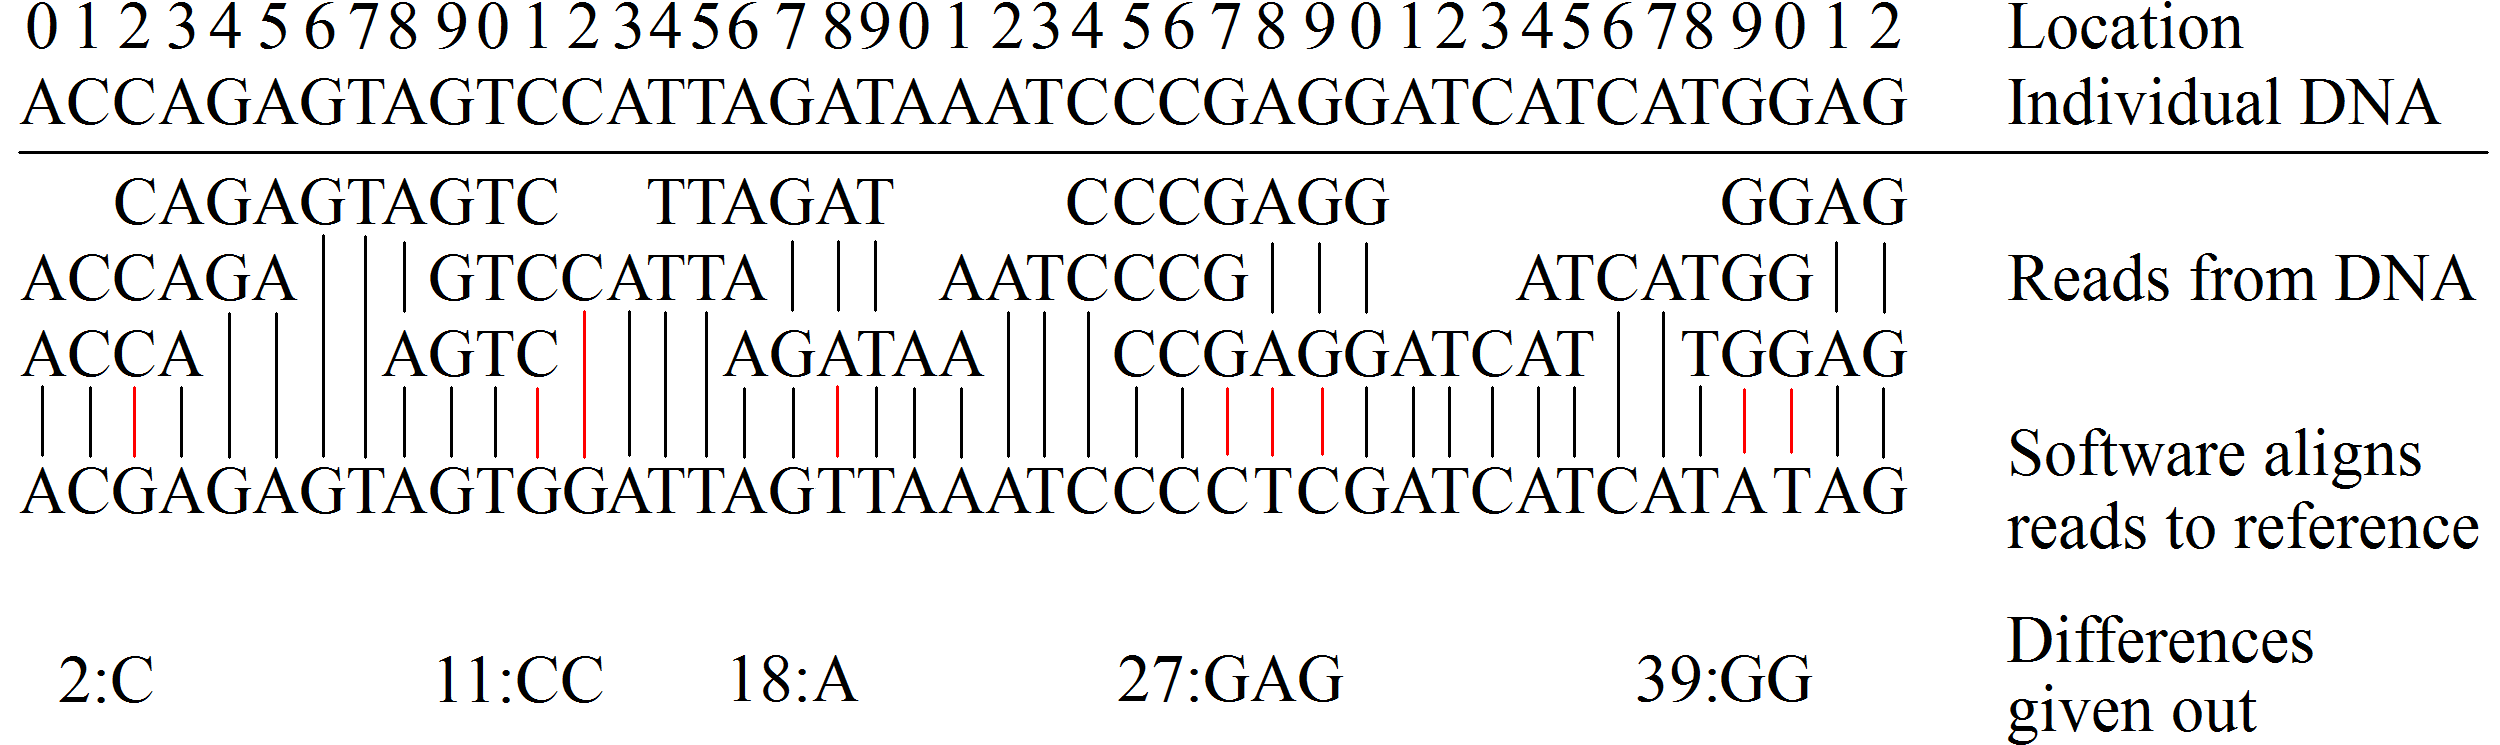 0 1 2 3 4 5 6 7 8 9 0 1 2 3 4 5 6 7 8 9 0 1 2 3 4 5 6 7 8 9 0 1 2 3 4 5 6 7 8 9 0 1 2 Location
ACCAGAGTAGTCCATTAGATAAATCCCGAGGATCATCATGGAG Individual DNA
CAGAGTAGTC TTAGAT CCCGAGG GGAG
ACCAGA GTCCATTA AATCCCG ATCATGG Reads from DNA
ACCA AGTC AGATAA CCGAGGATCAT TGGAG
ACGAGAGTAGTGGATTAGTTAAATCCCCTCGATCATCATATAG Software aligns
reads to reference
2:C 11:CC 18:A 27:GAG 39:GG Differences
given out